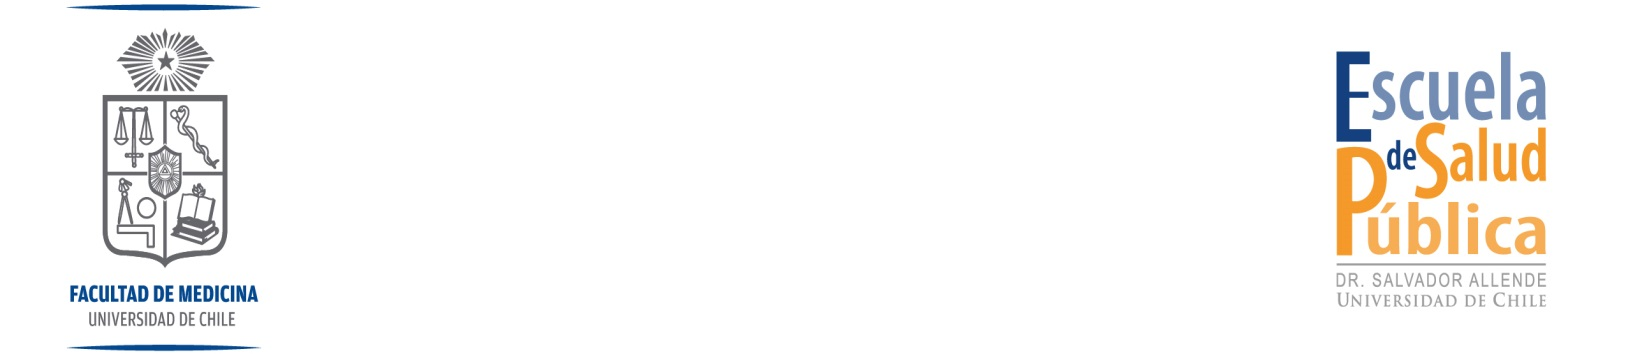 FACULTAD DE MEDICINA
UNIVERSIDAD DE CHILE
Escuela
de Salud
Pública
DR. SALVADOR ALLENDE
UNIVERSIDAD DE CHILE